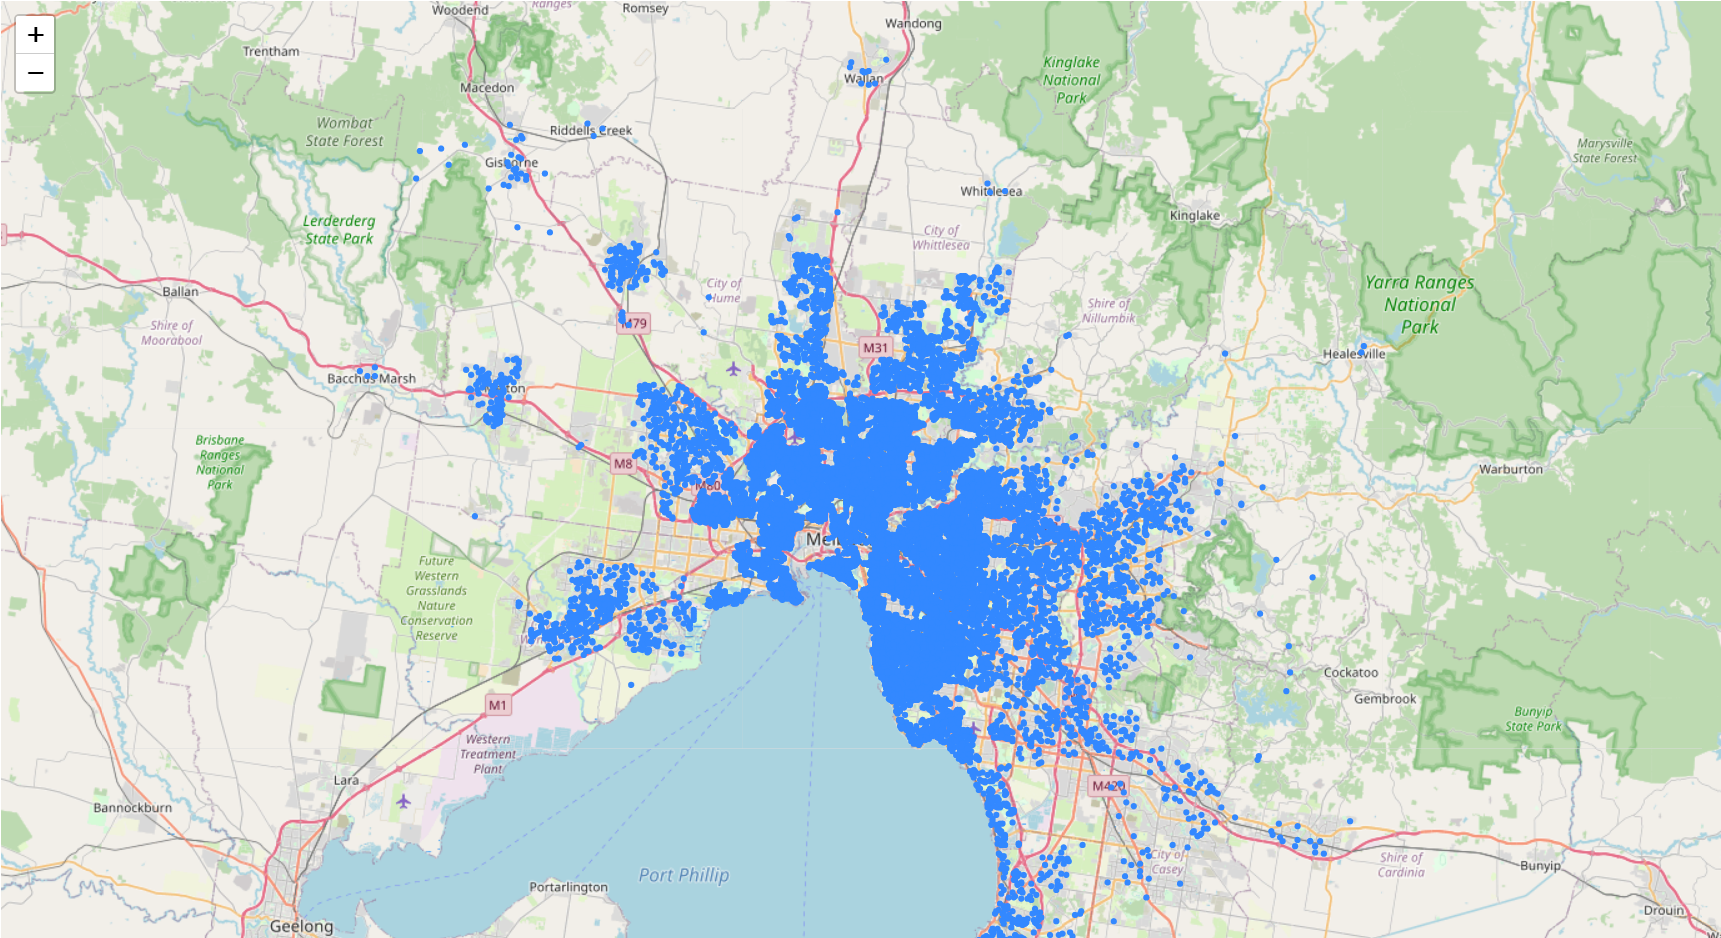 +
−
Woodend
Ranges
Romsey
Wandong
Trentham
Macedon
Wallan
Kinglake
National
Park
Wombat
State Forest
Riddells Creek
Gisborne
Marysville
State Forest
Whittlesea
Kinglake
Lerderderg
State Park
City of
Whittlesea
Ballan
City of
Hume
Shire of
Nillumbik
Yarra Ranges
National
Park
Shire of
Moorabool
M79
M31
Healesville
Bacchus Marsh
ton
Brisbane
Ranges
National
Park
M8
M80
Warburton
Mel
Future
Western
Grasslands
Nature
Conservation
Reserve
W
Cockatoo
Gembrook
M1
Bunyip
State Park
Western
Treatment
Plant
Lara
M420
Bannockburn
City of
Casey
Shire of
Cardinia
Bunyip
Port Phillip
Portarlington
Geelong
Drouin